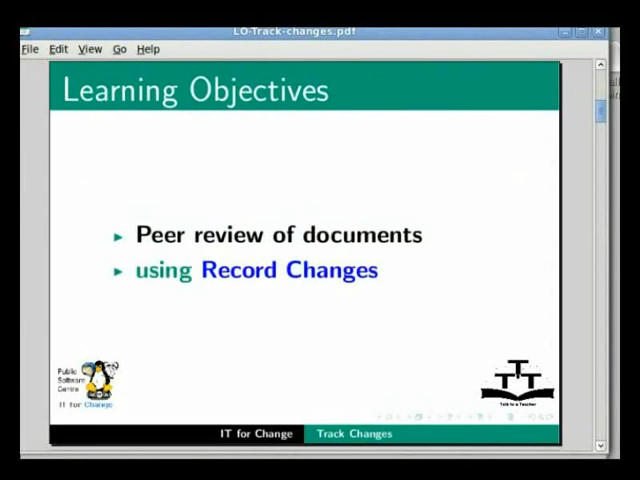 LO-Track-changes.pdf
File Edit View Go Help
Learning Objectives
Peer review of documents
using Record Changes
Public
Software
Centre
IT for Change
Talk to a Teacher
IT for Change Track Changes